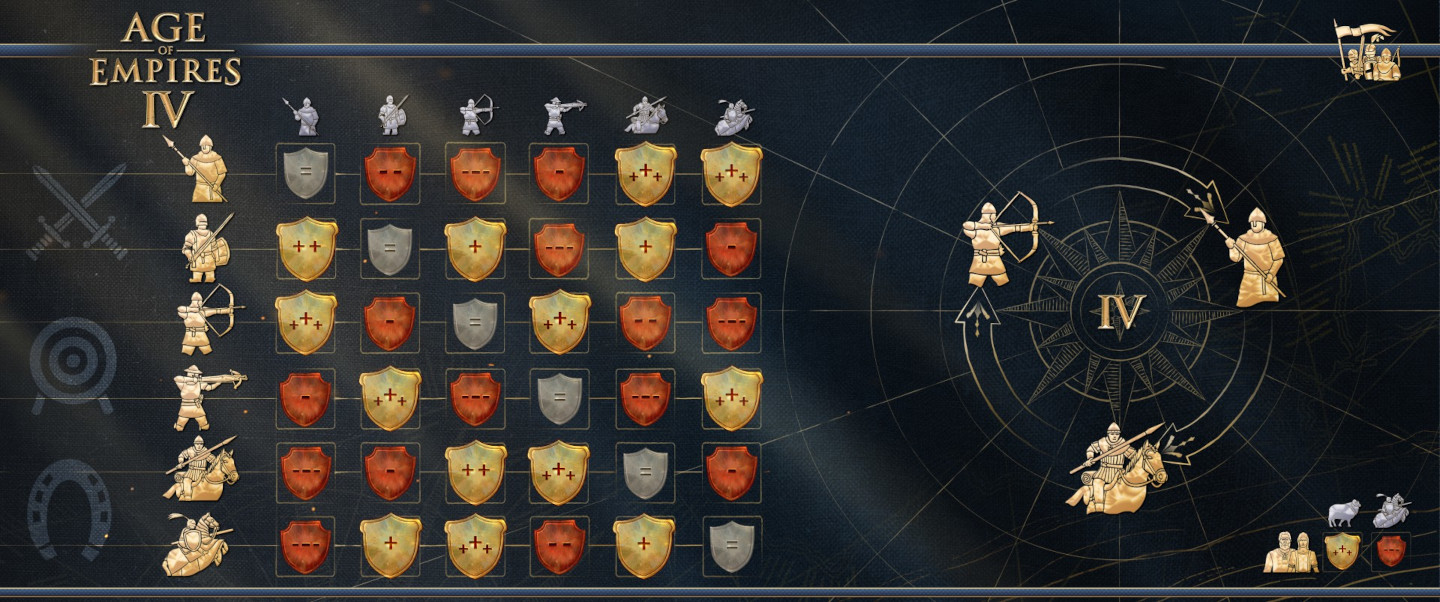 AGE
OF
EMPIRES
IV
= -- --- - +++ +++
++ = + --- + -
+++ - = +++ -- ---
- +++ --- = --- +++
--- - ++ +++ = -
--- + +++ -- + =
IV
+++ --